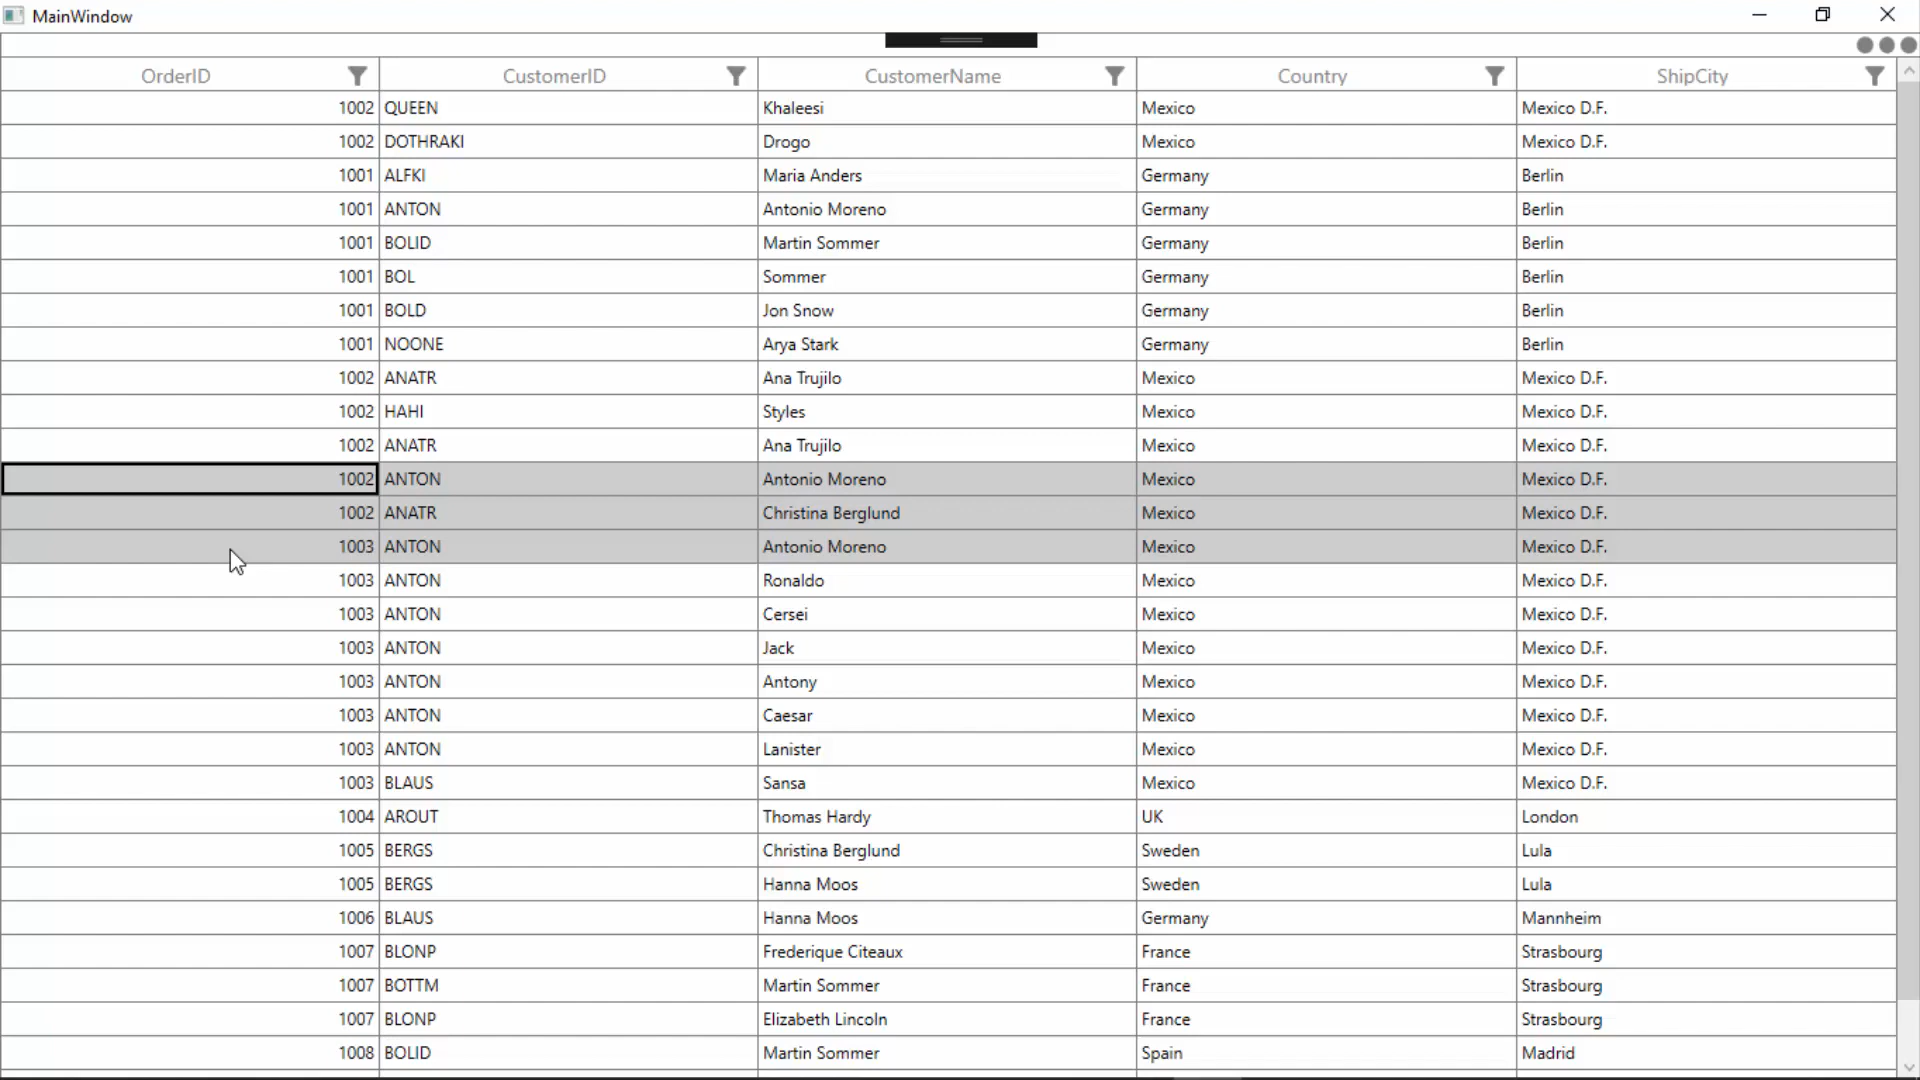 MainWindow
OrderID CustomerID CustomerName Country ShipCity
1002 QUEEN Khaleesi Mexico Mexico D.F.
1002 DOTHRAKI Drogo Mexico Mexico D.F.
1001 ALFKI Maria Anders Germany Berlin
1001 ANTON Antonio Moreno Germany Berlin
1001 BOLID Martin Sommer Germany Berlin
1001 BOL Sommer Germany Berlin
1001 BOLD Jon Snow Germany Berlin
1001 NOONE Arya Stark Germany Berlin
1002 ANATR Ana Trujilo Mexico Mexico D.F.
1002 HAHI Styles Mexico Mexico D.F.
1002 ANATR Ana Trujilo Mexico Mexico D.F.
1002 ANTON Antonio Moreno Mexico Mexico D.F.
1002 ANATR Christina Berglund Mexico Mexico D.F.
1003 ANTON Antonio Moreno Mexico Mexico D.F.
1003 ANTON Ronaldo Mexico Mexico D.F.
1003 ANTON Cersei Mexico Mexico D.F.
1003 ANTON Jack Mexico Mexico D.F.
1003 ANTON Antony Mexico Mexico D.F.
1003 ANTON Caesar Mexico Mexico D.F.
1003 ANTON Lanister Mexico Mexico D.F.
1003 BLAUS Sansa Mexico Mexico D.F.
1004 AROUT Thomas Hardy UK London
1005 BERGS Christina Berglund Sweden Lula
1005 BERGS Hanna Moos Sweden Lula
1006 BLAUS Hanna Moos Germany Mannheim
1007 BLONP Frederique Citeaux France Strasbourg
1007 BOTTM Martin Sommer France Strasbourg
1007 BLONP Elizabeth Lincoln France Strasbourg
1008 BOLID Martin Sommer Spain Madrid